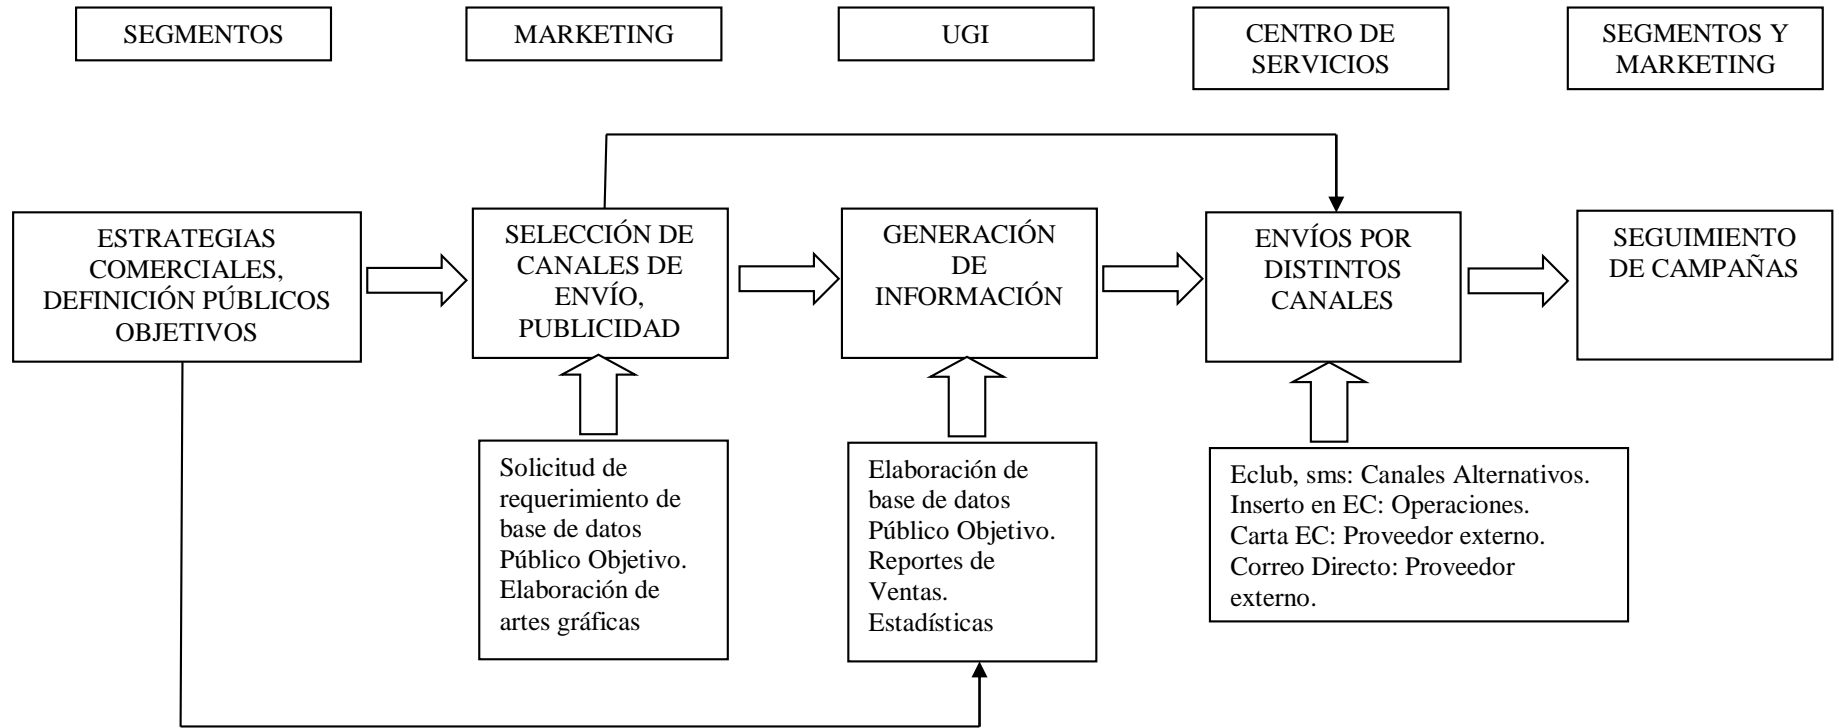 SEGMENTOS
MARKETING
UGI
CENTRO DE
SERVICIOS
SEGMENTOS Y
MARKETING
ESTRATEGIAS
COMERCIALES,
DEFINICIÓN PÚBLICOS
OBJETIVOS
SELECCIÓN DE
CANALES DE
ENVÍO,
PUBLICIDAD
GENERACIÓN
DE
INFORMACIÓN
ENVÍOS POR
DISTINTOS
CANALES
SEGUIMIENTO
DE CAMPAÑAS
Solicitud de
requerimiento de
base de datos
Público Objetivo.
Elaboración de
artes gráficas
Elaboración de
base de datos
Público Objetivo.
Reportes de
Ventas.
Estadísticas
Eclub, sms: Canales Alternativos.
Inserto en EC: Operaciones.
Carta EC: Proveedor externo.
Correo Directo: Proveedor
externo.